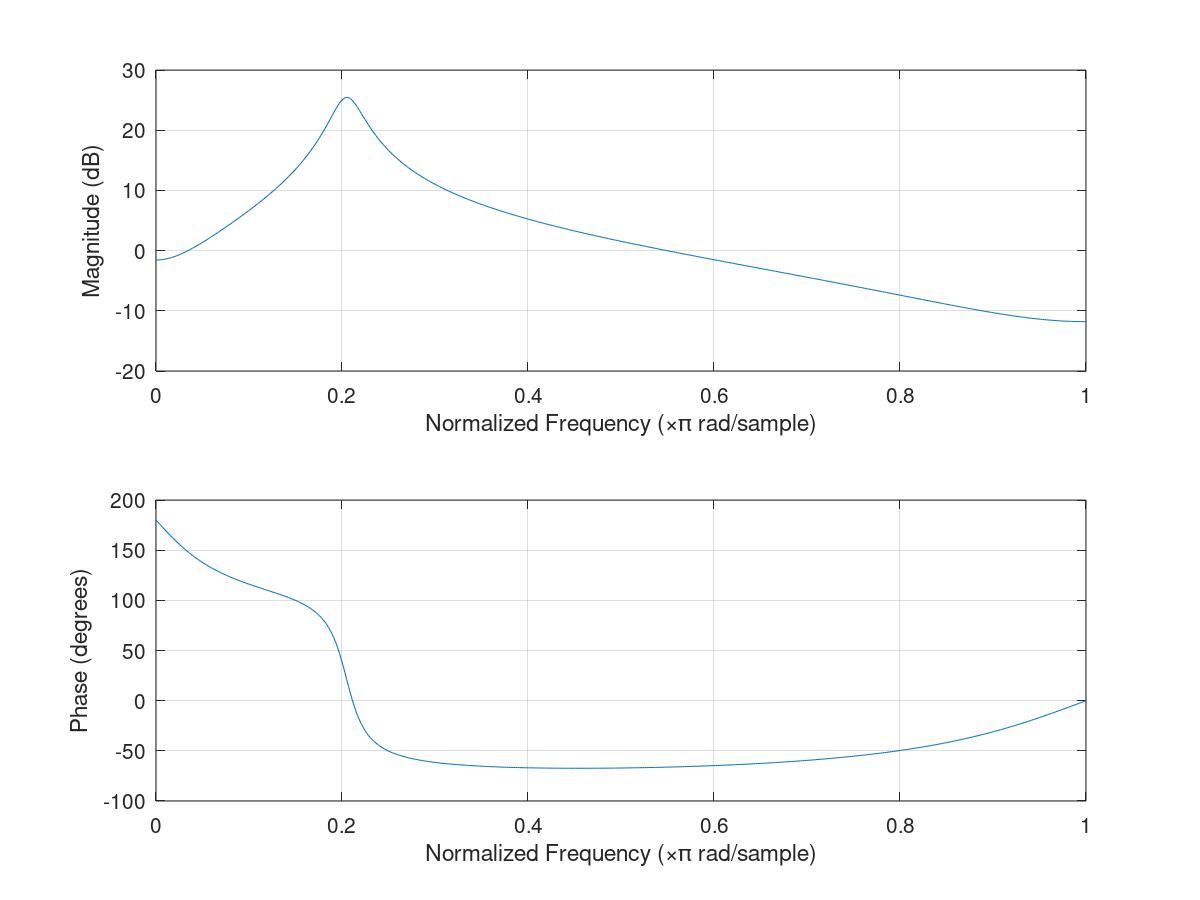 30
20
10
0
-10
-20
Magnitude (dB)
0 0.2 0.4 0.6 0.8 1
Normalized Frequency (×π rad/sample)
200
150
100
50
0
-50
-100
Phase (degrees)
0 0.2 0.4 0.6 0.8 1
Normalized Frequency (×π rad/sample)